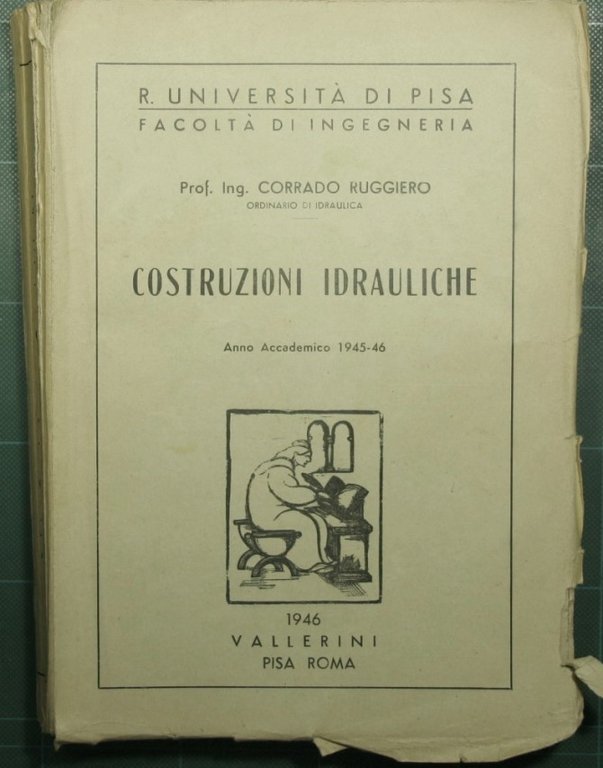 R. UNIVERSITÀ DI PISA
FACOLTÀ DI INGEGNERIA
Prof. Ing. CORRADO RUGGIERO
ORDINARIO DI IDRAULICA
COSTRUZIONI IDRAULICHE
Anno Accademico 1945-46
1946
VALLERINI
PISA ROMA